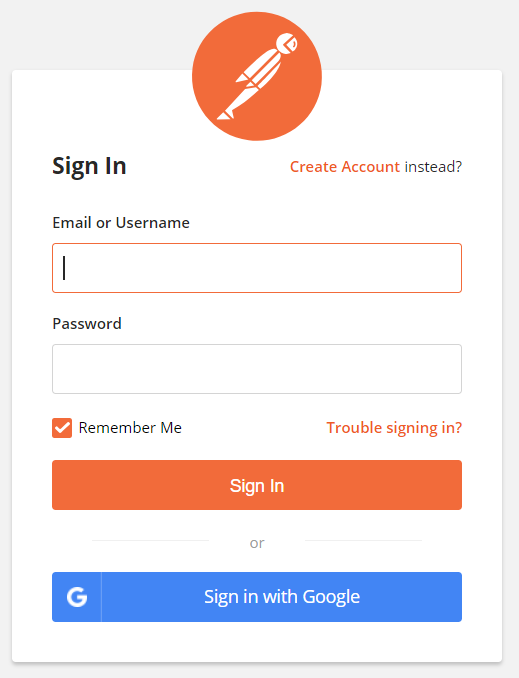 Sign In
Create Account instead?
Email or Username
Password
Remember Me
Trouble signing in?
Sign In
or
G
Sign in with Google